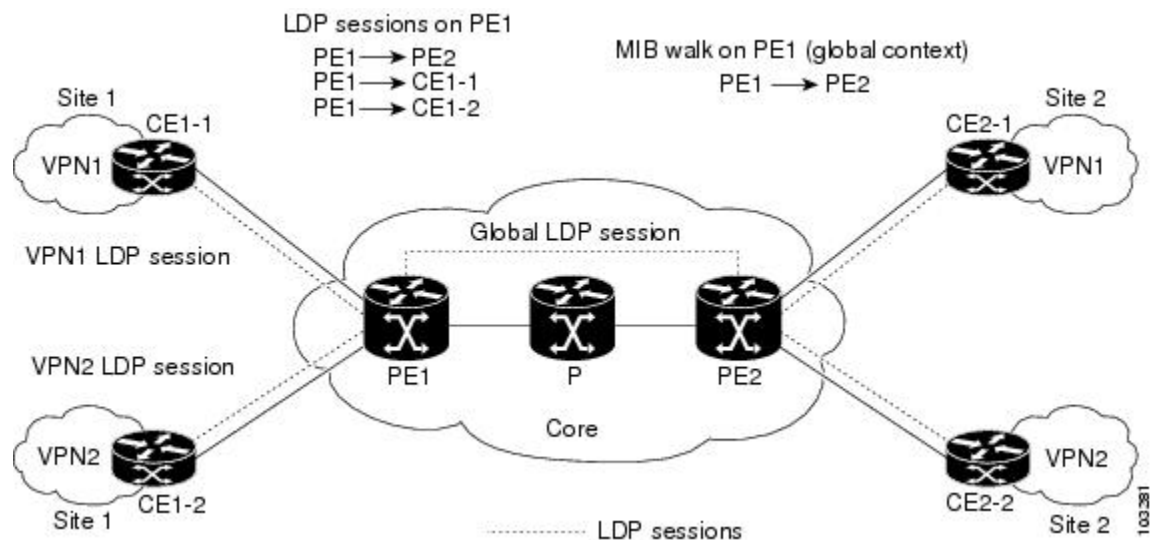 LDP sessions on PE1
PE1 → PE2
PE1 → CE1-1
PE1 → CE1-2
MIB walk on PE1 (global context)
PE1 → PE2
Site 1
CE1-1
VPN1
Site 2
CE2-1
VPN1
Global LDP session
VPN1 LDP session
PE1
P
PE2
VPN2 LDP session
Core
VPN2
CE1-2
Site 1
VPN2
CE2-2
Site 2
LDP sessions
103281